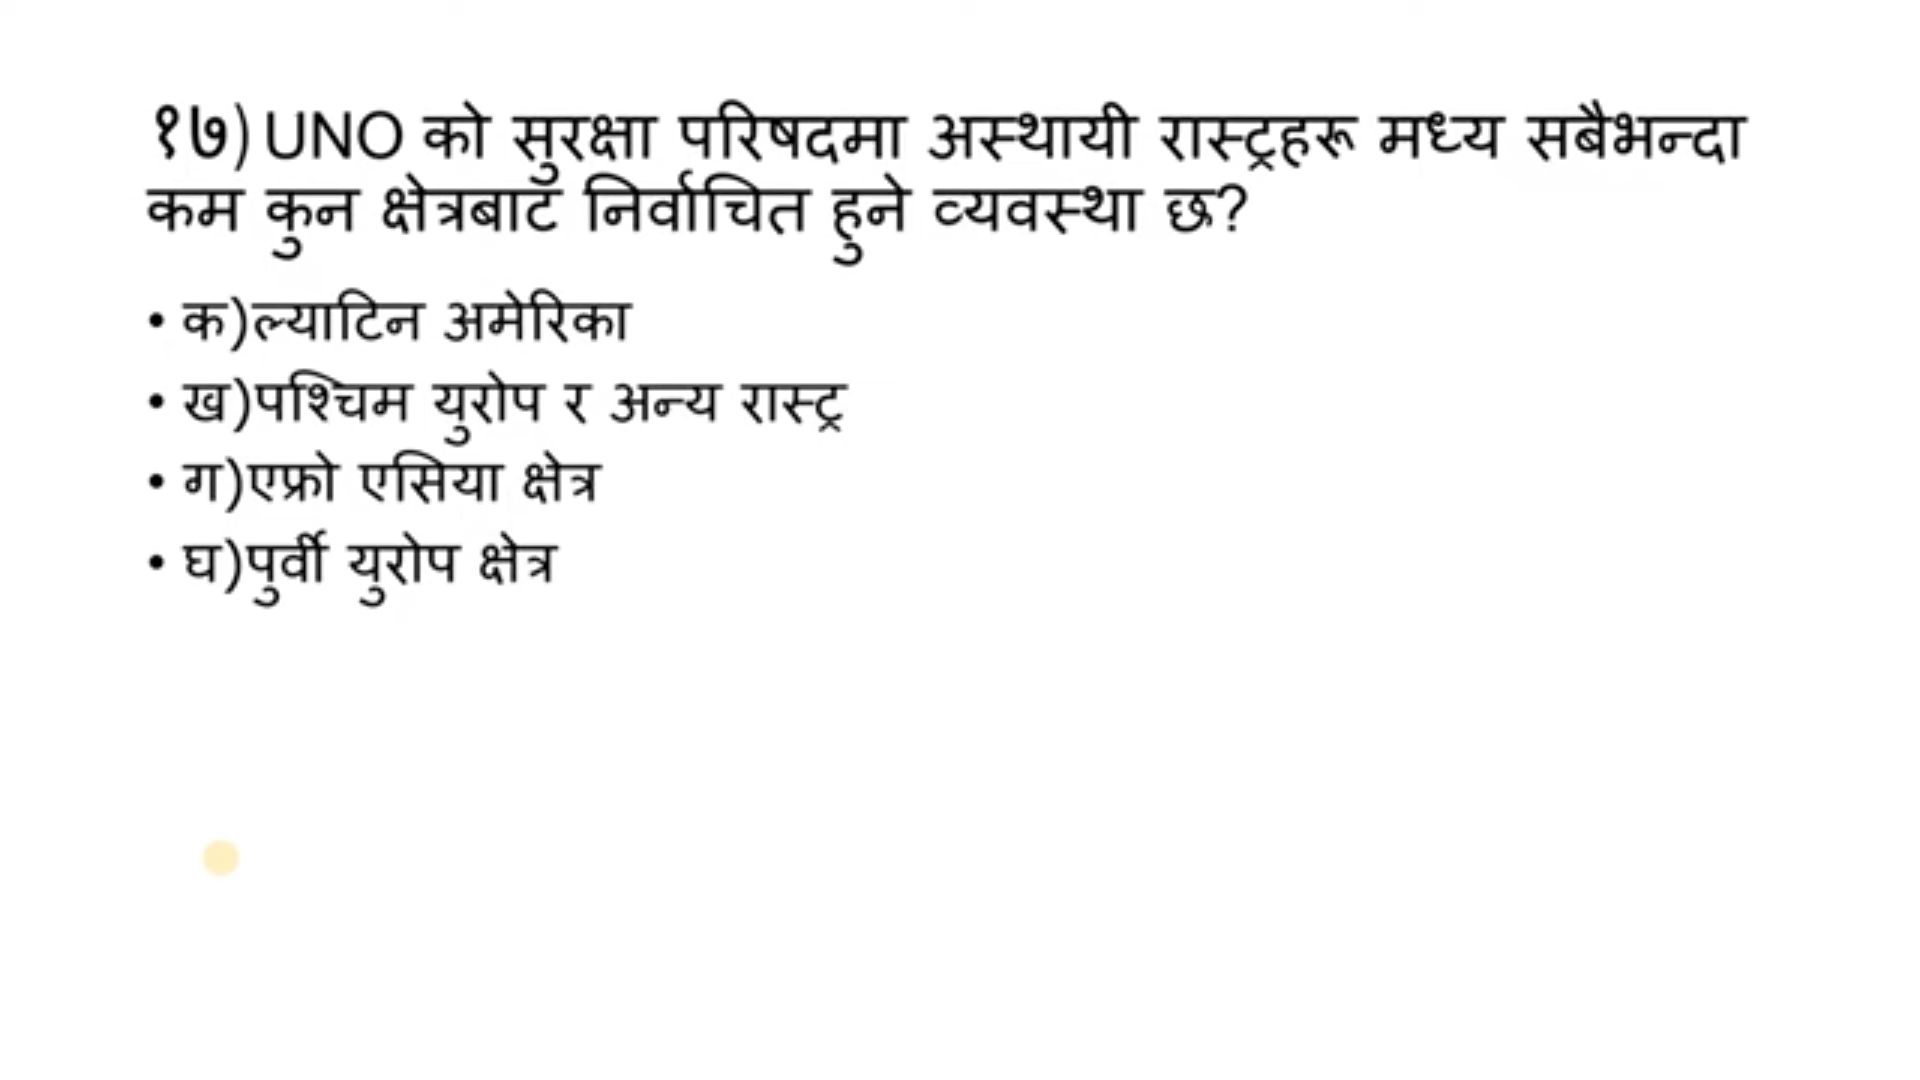 १७) UNO को सुरक्षा परिषदमा अस्थायी रास्ट्रहरू मध्य सबैभन्दा
कम कुन क्षेत्रबाट निर्वाचित हुने व्यवस्था छ?
• क)ल्याटिन अमेरिका
• ख)पश्चिम युरोप र अन्य रास्ट्र
• ग)एफ्रो एसिया क्षेत्र
• घ)पुर्वी युरोप क्षेत्र